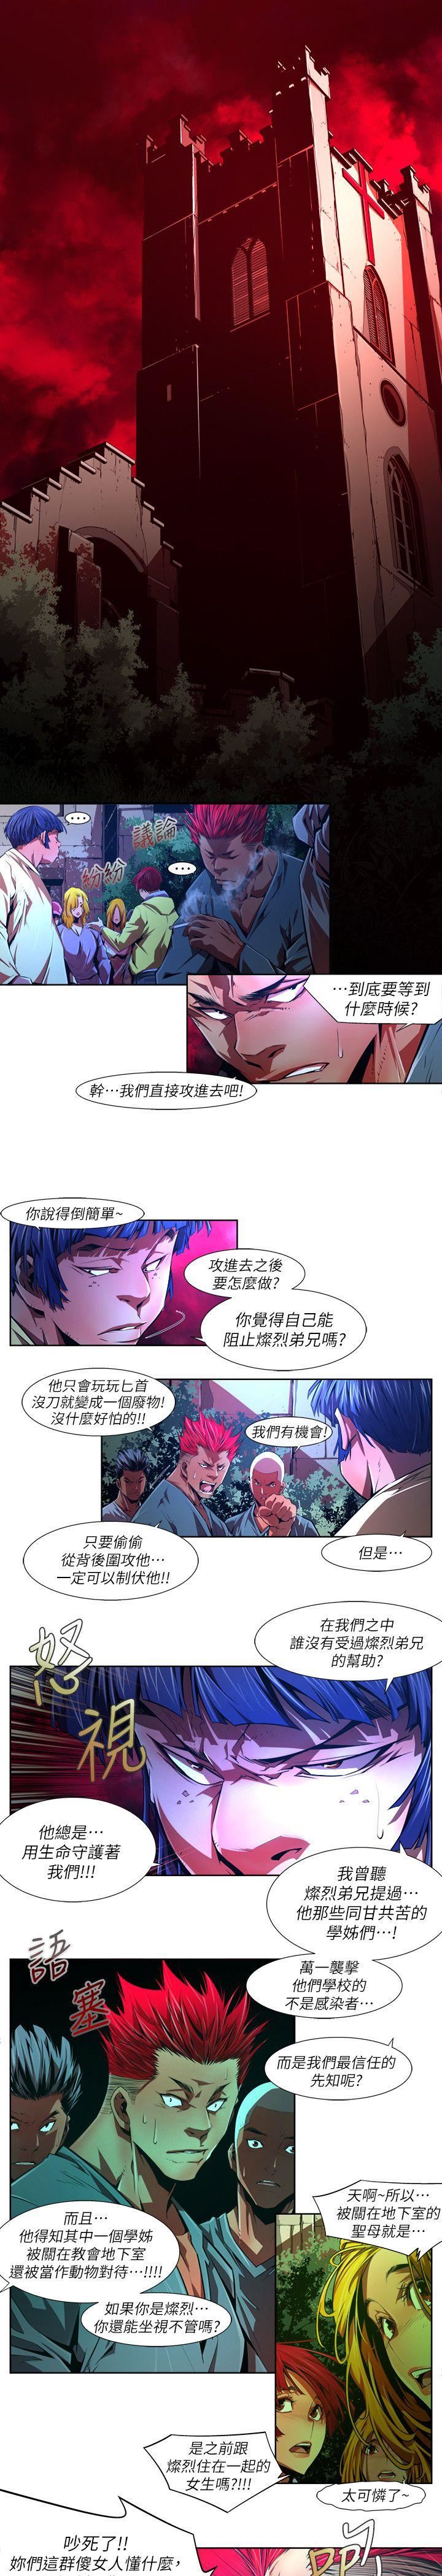 …
紛紛
議論
…
…到底要等到
什麼時候?
幹…我們直接攻進去吧!
你說得倒簡單~
攻進去之後
要怎麼做?
你覺得自己能
阻止燦烈弟兄嗎?
他只會玩玩匕首
沒刀就變成一個廢物!
沒什麼好怕的!!
我們有機會!
只要偷偷
從背後圍攻他…
一定可以制伏他!!
但是…
在我們之中
誰沒有受過燦烈弟兄
的幫助?
怒
視
他總是…
用生命守護著
我們!!!
我曾聽
燦烈弟兄提過…
他那些同甘共苦的
學姊們…!
語
塞
萬一襲擊
他們學校的
不是感染者…
而是我們最信任的
先知呢?
而且…
他得知其中一個學姊
被關在教會地下室
還被當作動物對待…!!!!
如果你是燦烈…
你還能坐視不管嗎?
天啊~所以…
被關在地下室的
聖母就是…
是之前跟
燦烈住在一起的
女生嗎?!!!
太可憐了~
吵死了!!
妳們這群傻女人懂什麼，